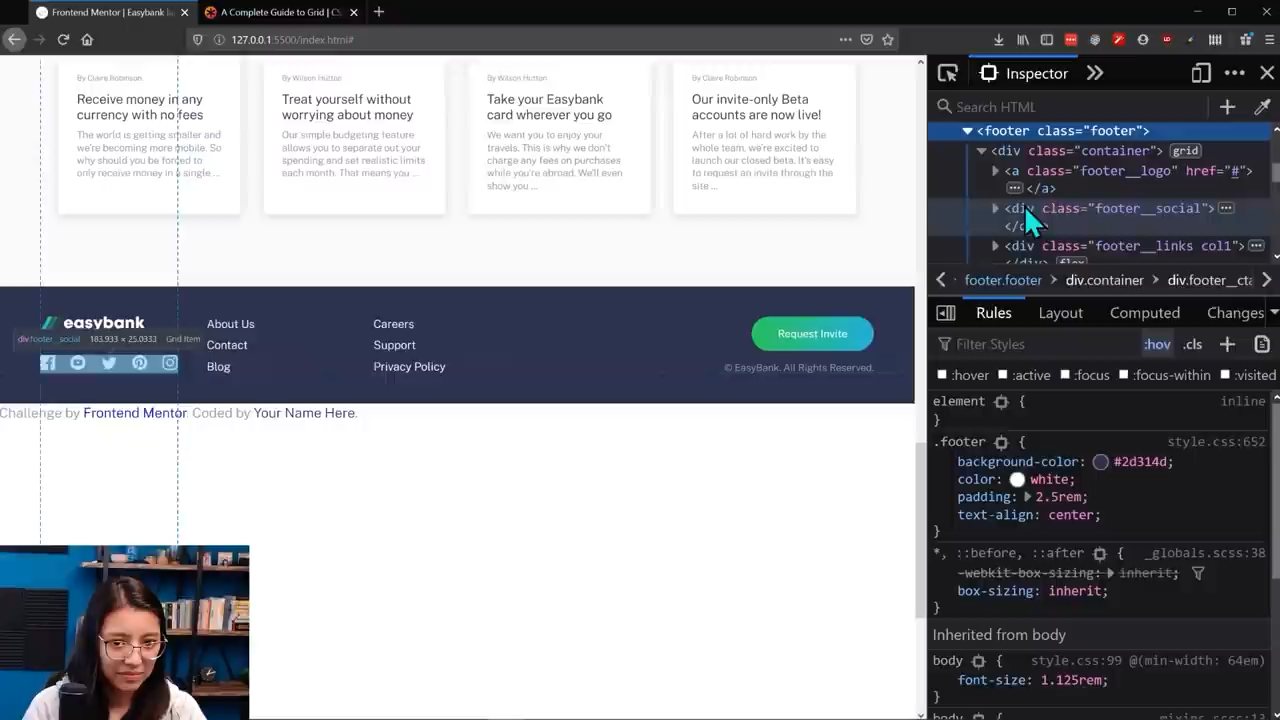 Frontend Mentor | Easybank la
A Complete Guide to Grid | CS
127.0.0.1:5500/index.html#
By Claire Robinson
Receive money in any
currency with no fees
The world is getting smaller and
we're becoming more mobile. So
why should you be forced to
only receive money in a single ...
By Wilson Hutton
Treat yourself without
worrying about money
Our simple budgeting feature
allows you to separate out your
spending and set realistic limits
each month. That means you ...
By Wilson Hutton
Take your Easybank
card wherever you go
We want you to enjoy your
travels. This is why we don't
charge any fees on purchases
while you're abroad. We'll even
show you ...
By Claire Robinson
Our invite-only Beta
accounts are now live!
After a lot of hard work by the
whole team, we're excited to
launch our closed beta. It's easy
to request an invite through the
site ...
easybank
div.footer__social 183.933 × 25.0333 Grid Item
About Us
Contact
Blog
Careers
Support
Privacy Policy
Request Invite
© EasyBank. All Rights Reserved.
Challenge by Frontend Mentor. Coded by Your Name Here.
Inspector
Search HTML
<footer class="footer">
<div class="container"> grid
<a class="footer__logo" href="#">
</a>
<div class="footer__social">
<div class="footer__links col1">
</div> flex
footer.footer
div.container
div.footer__cta
Rules
Layout
Computed
Changes
Filter Styles
:hov
.cls
:hover
:active
:focus
:focus-within
:visited
element { inline
}
.footer { style.css:652
background-color: #2d314d;
color: white;
padding: 2.5rem;
text-align: center;
}
*, ::before, ::after { _globals.scss:38
-webkit-box-sizing: inherit;
box-sizing: inherit;
}
Inherited from body
body { style.css:99 @(min-width: 64em)
font-size: 1.125rem;
}